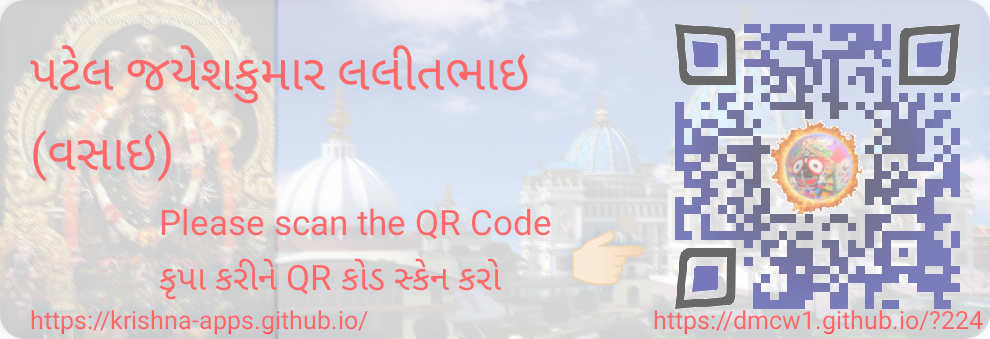 પટેલ જયેશકુમાર લલીતભાઇ
(વસાઇ)
Please scan the QR Code
કૃપા કરીને QR કોડ સ્કેન કરો
https://krishna-apps.github.io/
https://dmcw1.github.io/?224